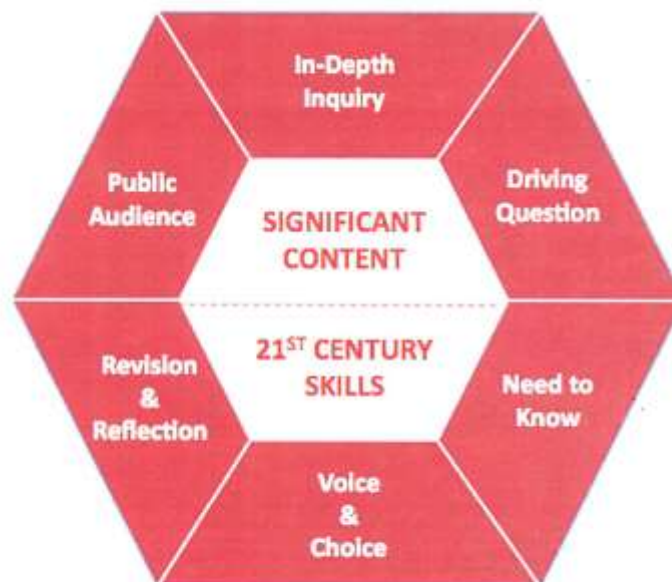 In-Depth
Inquiry
Driving
Question
Need to
Know
Voice
&
Choice
Revision
&
Reflection
Public
Audience
SIGNIFICANT
CONTENT
21ST CENTURY
SKILLS